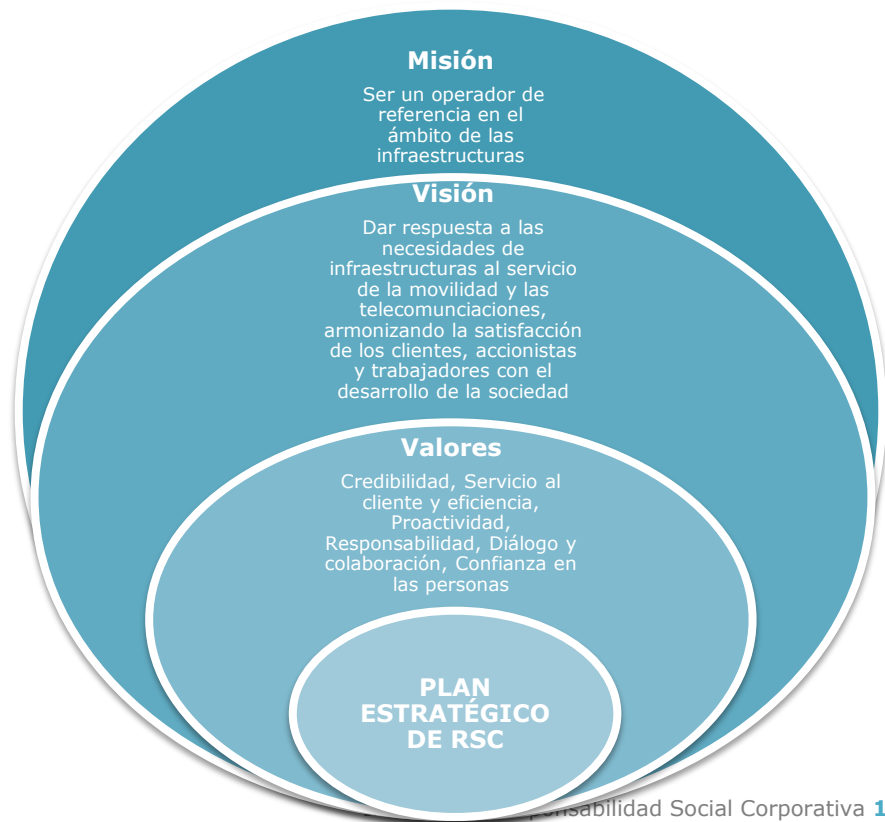 Misión
Ser un operador de
referencia en el
ámbito de las
infraestructuras
Visión
Dar respuesta a las
necesidades de
infraestructuras al servicio
de la movilidad y las
telecomunciaciones,
armonizando la satisfacción
de los clientes, accionistas
y trabajadores con el
desarrollo de la sociedad
Valores
Credibilidad, Servicio al
cliente y eficiencia,
Proactividad,
Responsabilidad, Diálogo y
colaboración, Confianza en
las personas
PLAN
ESTRATÉGICO
DE RSC
Social Corporativa 1